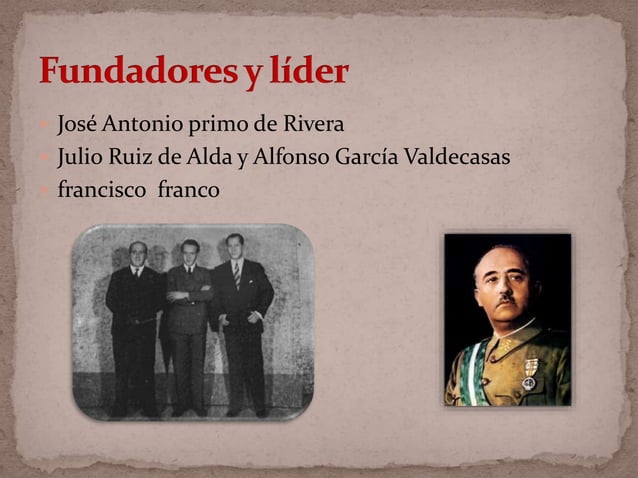 Fundadores y líder
José Antonio primo de Rivera
Julio Ruiz de Alda y Alfonso García Valdecasas
francisco franco